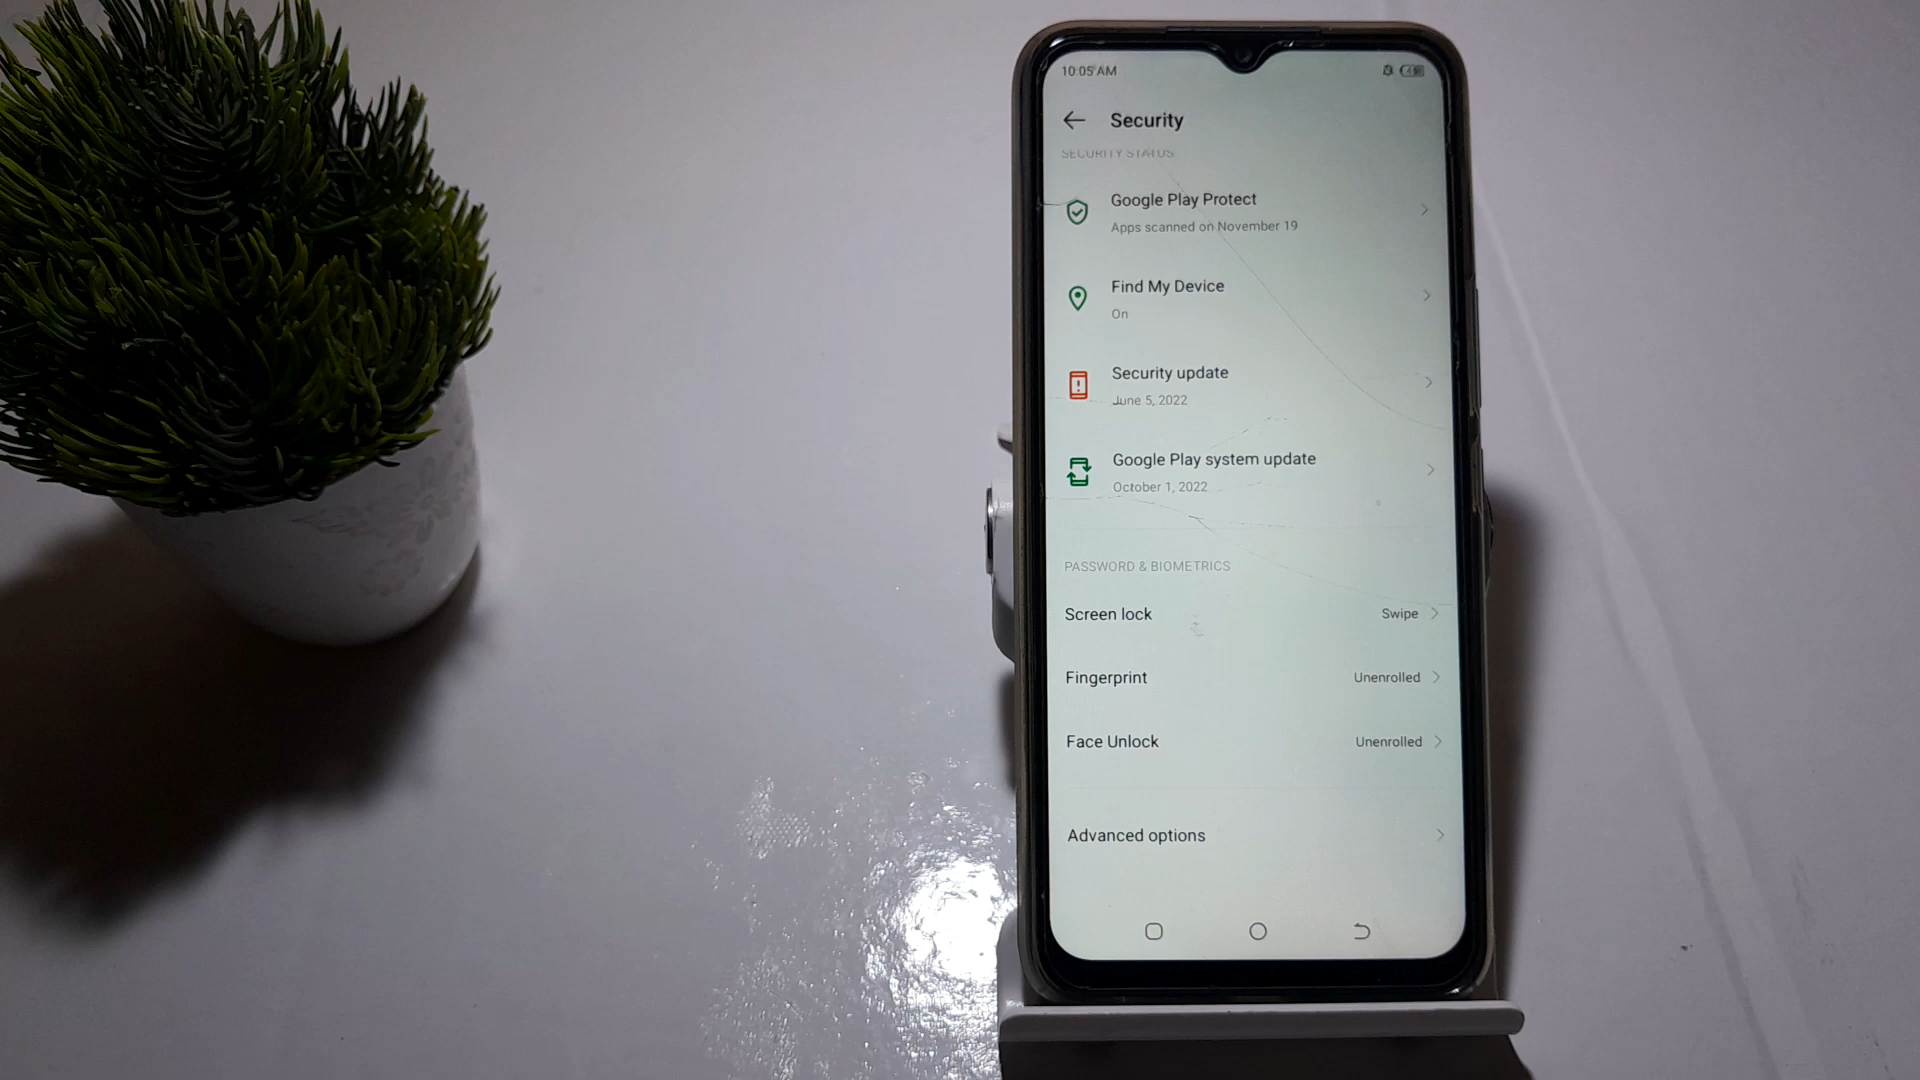 10:05 AM
Security
SECURITY STATUS
Google Play Protect
Apps scanned on November 19
Find My Device
On
Security update
June 5, 2022
Google Play system update
October 1, 2022
PASSWORD & BIOMETRICS
Screen lock Swipe
Fingerprint Unenrolled
Face Unlock Unenrolled
Advanced options